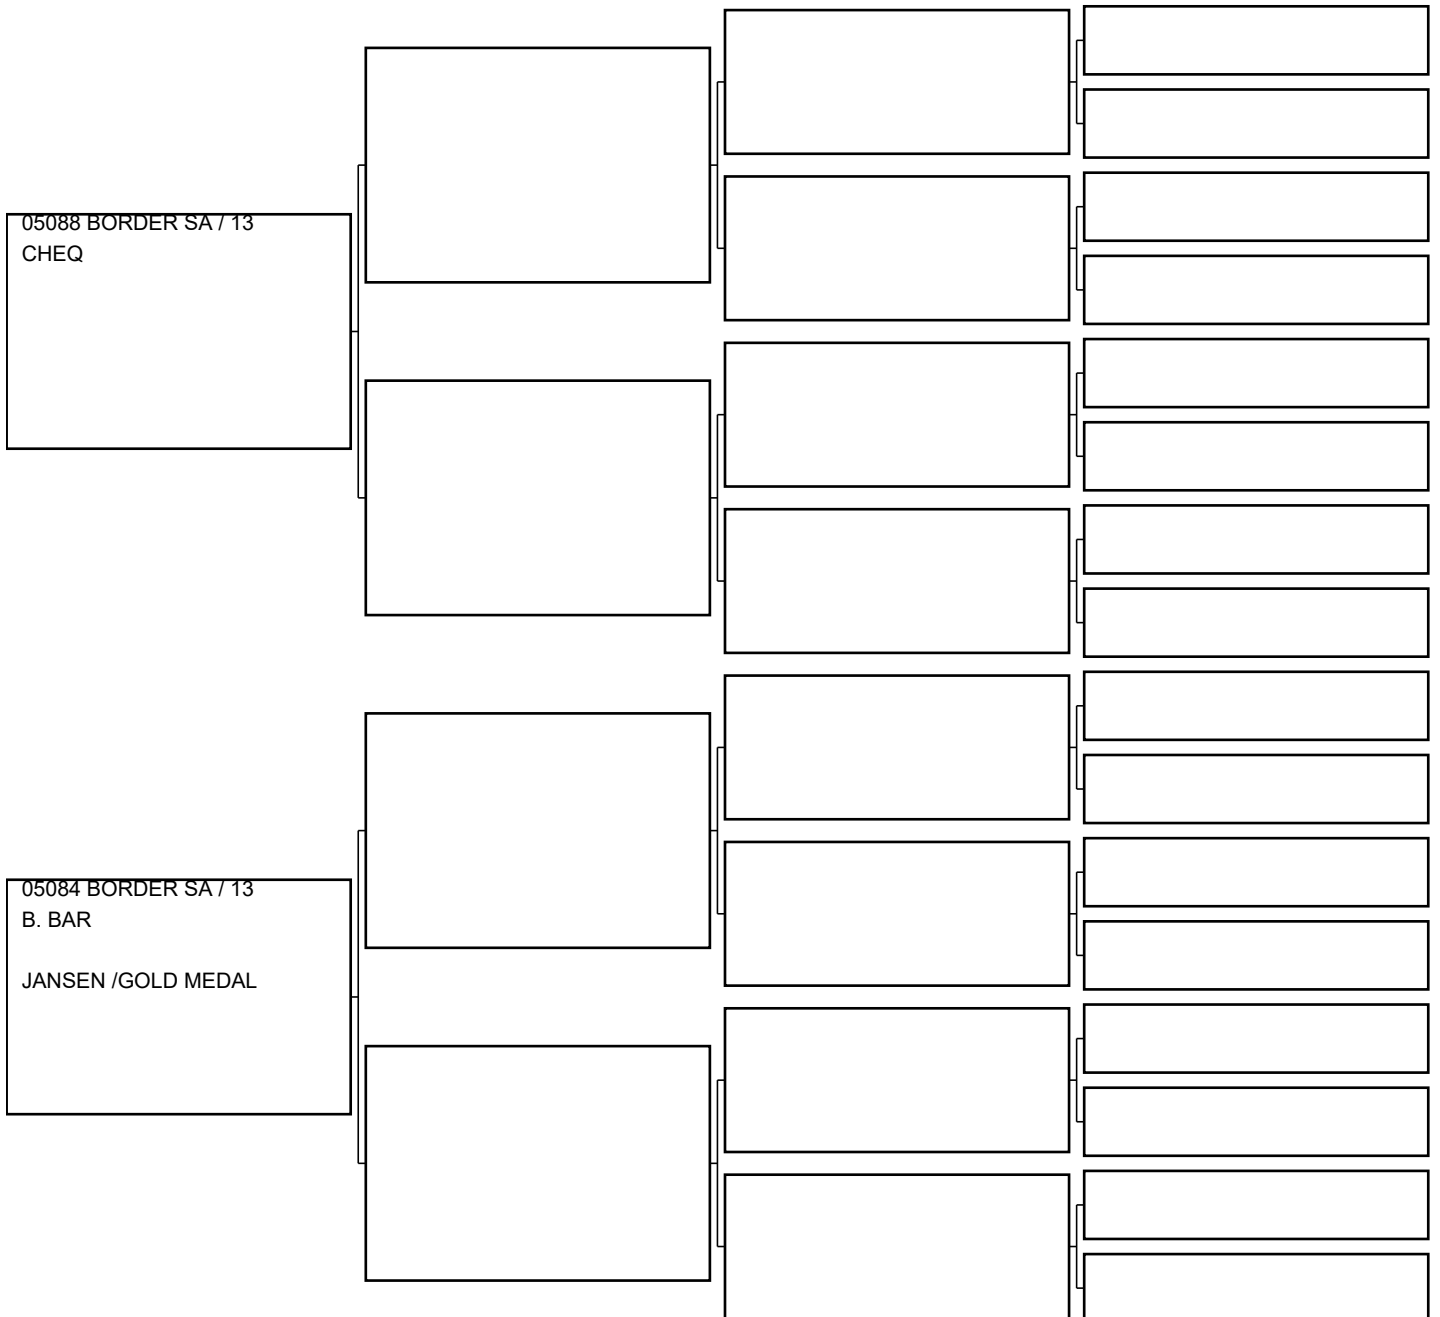 05088 BORDER SA / 13
CHEQ
05084 BORDER SA / 13
B. BAR
JANSEN /GOLD MEDAL